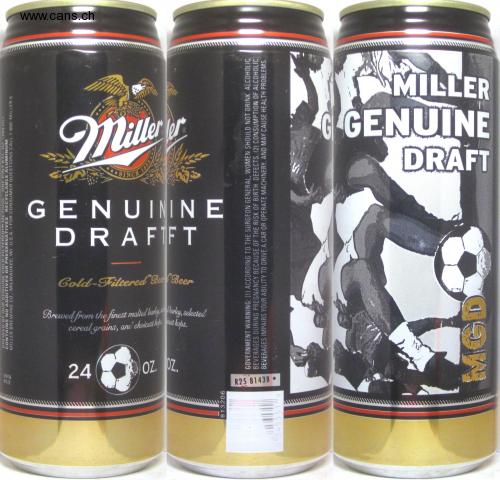 www.cans.ch
Miller
SINCE
GENUINE
DRAFT
Cold-Filtered Beer
Brewed from the finest malted barley, selected
cereal grains, and choicest hops.
24 OZ.
GOVERNMENT WARNING: (1) ACCORDING TO THE SURGEON GENERAL, WOMEN SHOULD NOT DRINK ALCOHOLIC
BEVERAGES DURING PREGNANCY BECAUSE OF THE RISK OF BIRTH DEFECTS. (2) CONSUMPTION OF ALCOHOLIC
BEVERAGES IMPAIRS YOUR ABILITY TO DRIVE A CAR OR OPERATE MACHINERY, AND MAY CAUSE HEALTH PROBLEMS.
R25 81438
MILLER
GENUINE
DRAFT
MGD